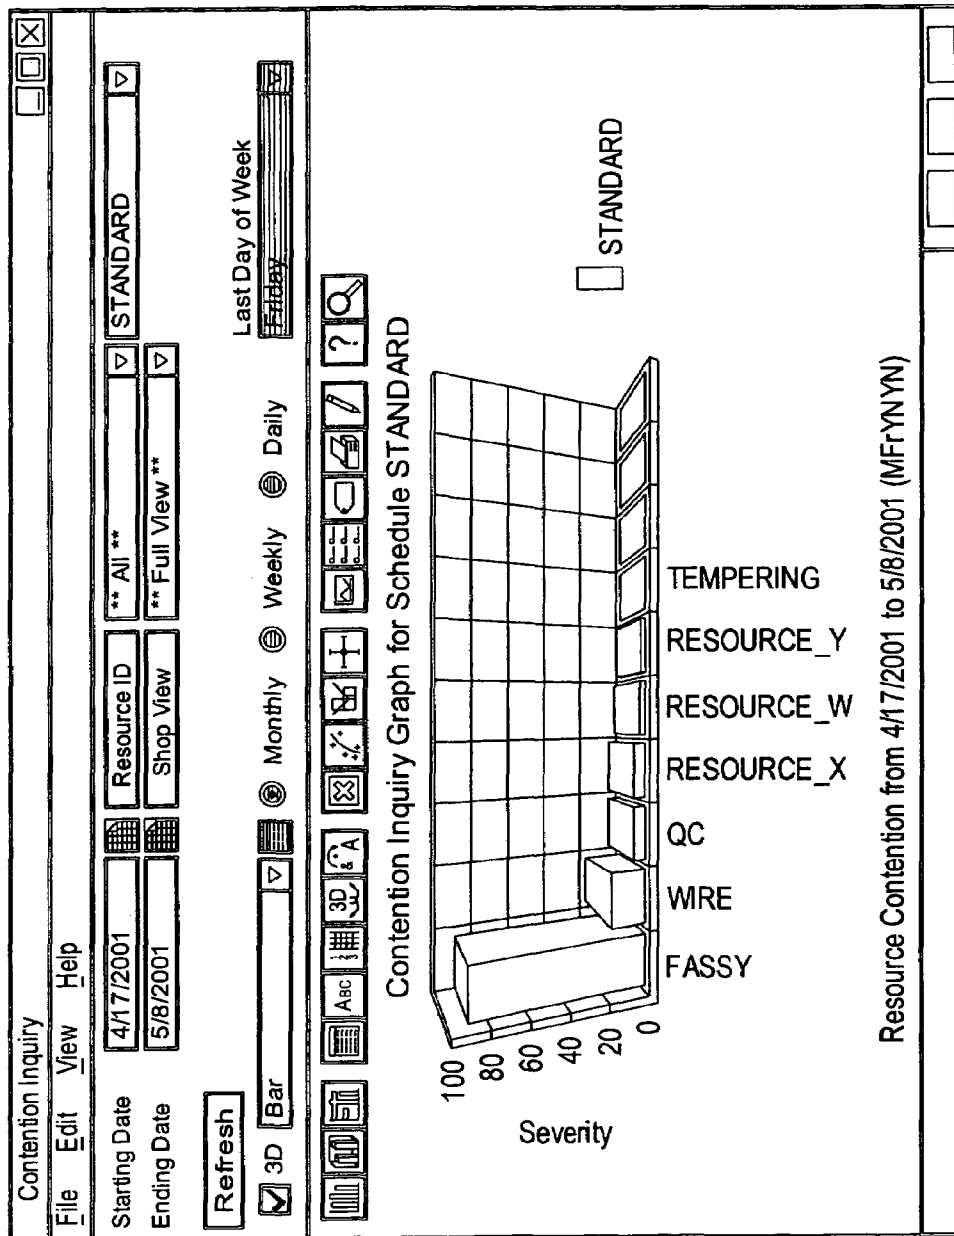 Contention Inquiry
File Edit View Help
Starting Date 4/17/2001 Resource ID ** All ** STANDARD
Ending Date 5/8/2001 Shop View ** Full View **
Refresh
Last Day of Week
3D Bar Monthly Weekly Daily Friday
ABC 3D & A ?
Contention Inquiry Graph for Schedule STANDARD
100
80
60
40
20
0
Severity
FASSY
WIRE
QC
RESOURCE_X
RESOURCE_W
RESOURCE_Y
TEMPERING
STANDARD
Resource Contention from 4/17/2001 to 5/8/2001 (MFrYNYN)